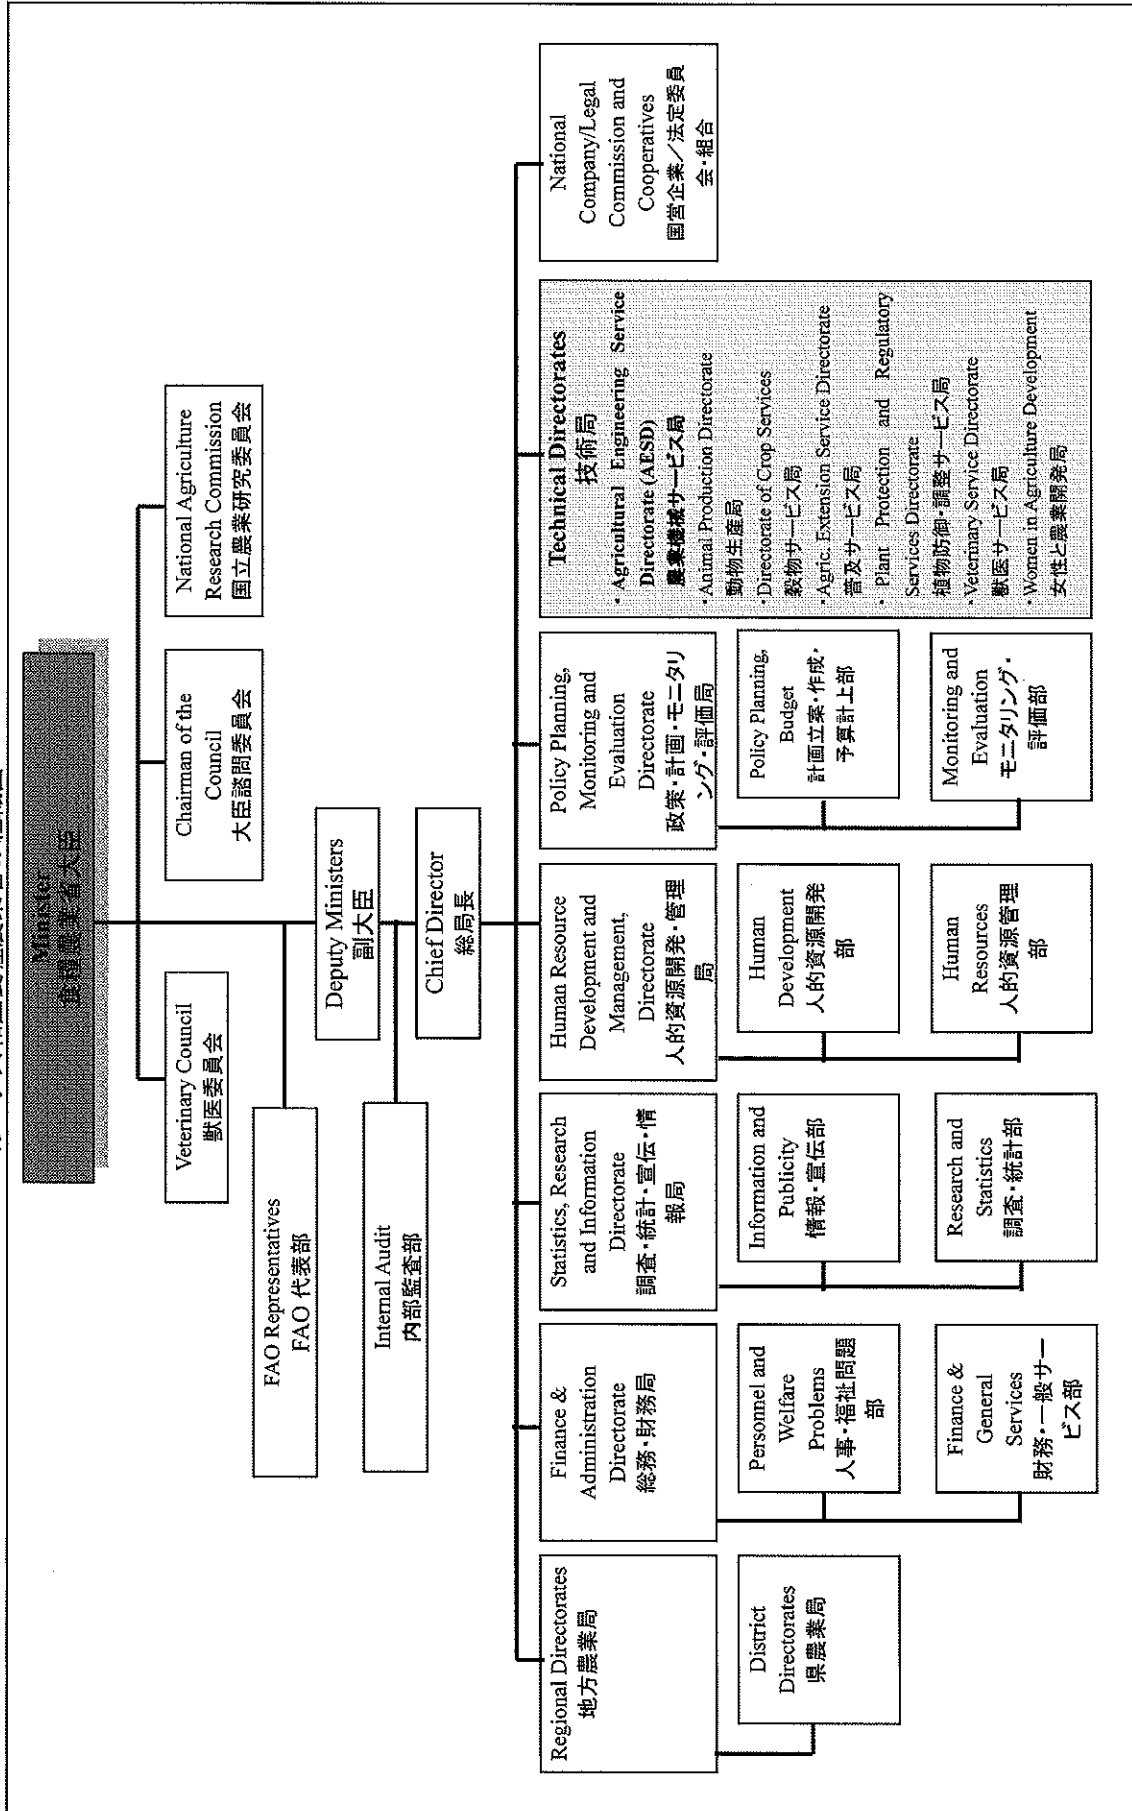 Minister
食糧農業省大臣
Veterinary Council
獣医委員会
Chairman of the
Council
大臣諮問委員会
National Agriculture
Research Commission
国立農業研究委員会
FAO Representatives
FAO 代表部
Deputy Ministers
副大臣
Internal Audit
内部監査部
Chief Director
総局長
Regional Directorates
地方農業局
District
Directorates
県農業局
Finance &
Administration
Directorate
総務・財務局
Personnel and
Welfare
Problems
人事・福祉問題
部
Finance &
General
Services
財務・一般サー
ビス部
Statistics, Research
and Information
Directorate
調査・統計・宣伝・情
報局
Information and
Publicity
情報・宣伝部
Research and
Statistics
調査・統計部
Human Resource
Development and
Management,
Directorate
人的資源開発・管理
局
Human
Development
人的資源開発
部
Human
Resources
人的資源管理
部
Policy Planning,
Monitoring and
Evaluation
Directorate
政策・計画・モニタリ
ング・評価局
Policy Planning,
Budget
計画立案・作成・
予算計上部
Monitoring and
Evaluation
モニタリング・
評価部
Technical Directorates
技術局
・Agricultural Engineering Service
Directorate (AESD)
農業機械サービス局
・Animal Production Directorate
動物生産局
・Directorate of Crop Services
穀物サービス局
・Agric. Extension Service Directorate
普及サービス局
・Plant Protection and Regulatory
Services Directorate
植物防御・調整サービス局
・Veterinary Service Directorate
獣医サービス局
・Women in Agriculture Development
女性と農業開発局
National
Company/Legal
Commission and
Cooperatives
国営企業／法定委員
会・組合